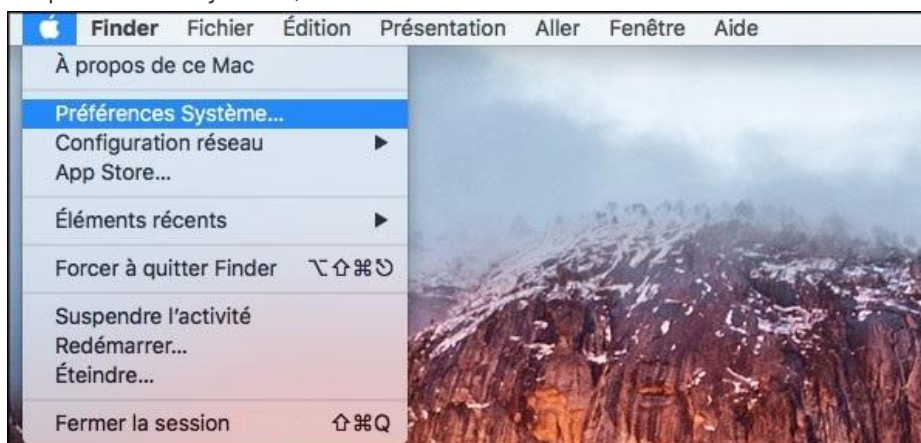 Finder Fichier Édition Présentation Aller Fenêtre Aide
À propos de ce Mac
Préférences Système...
Configuration réseau ▶
App Store...
Éléments récents ▶
Forcer à quitter Finder ⌥⇧⌘⎋
Suspendre l'activité
Redémarrer...
Éteindre...
Fermer la session ⇧⌘Q